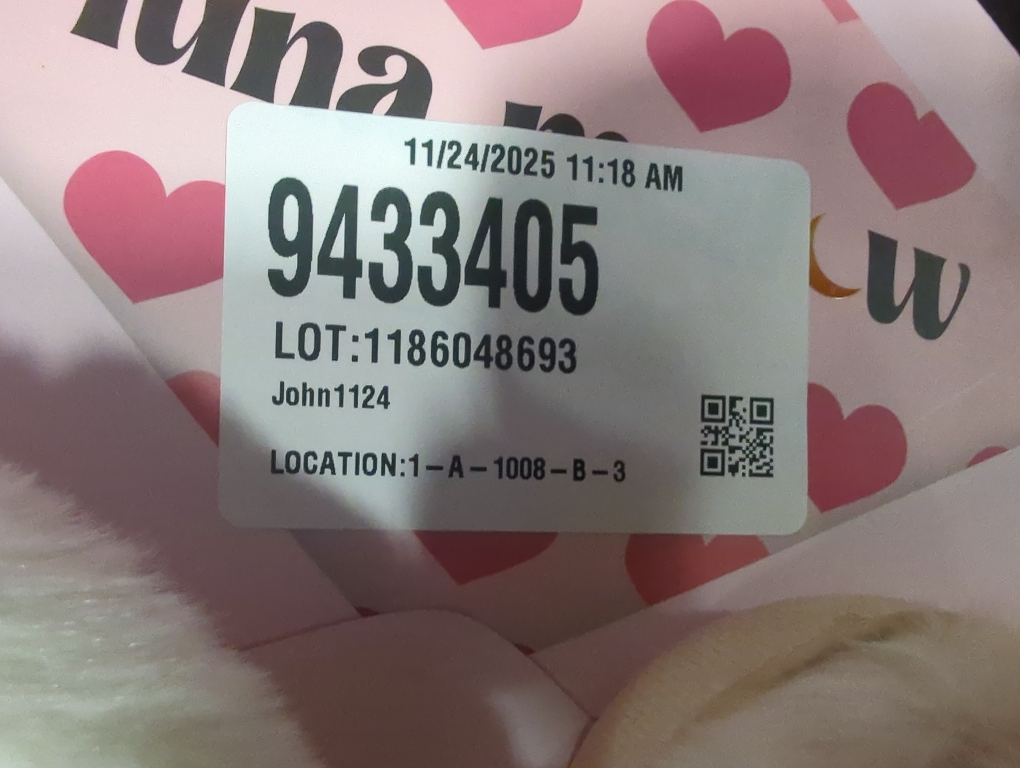 luna m
w
11/24/2025 11:18 AM
9433405
LOT:1186048693
John1124
LOCATION:1-A-1008-B-3